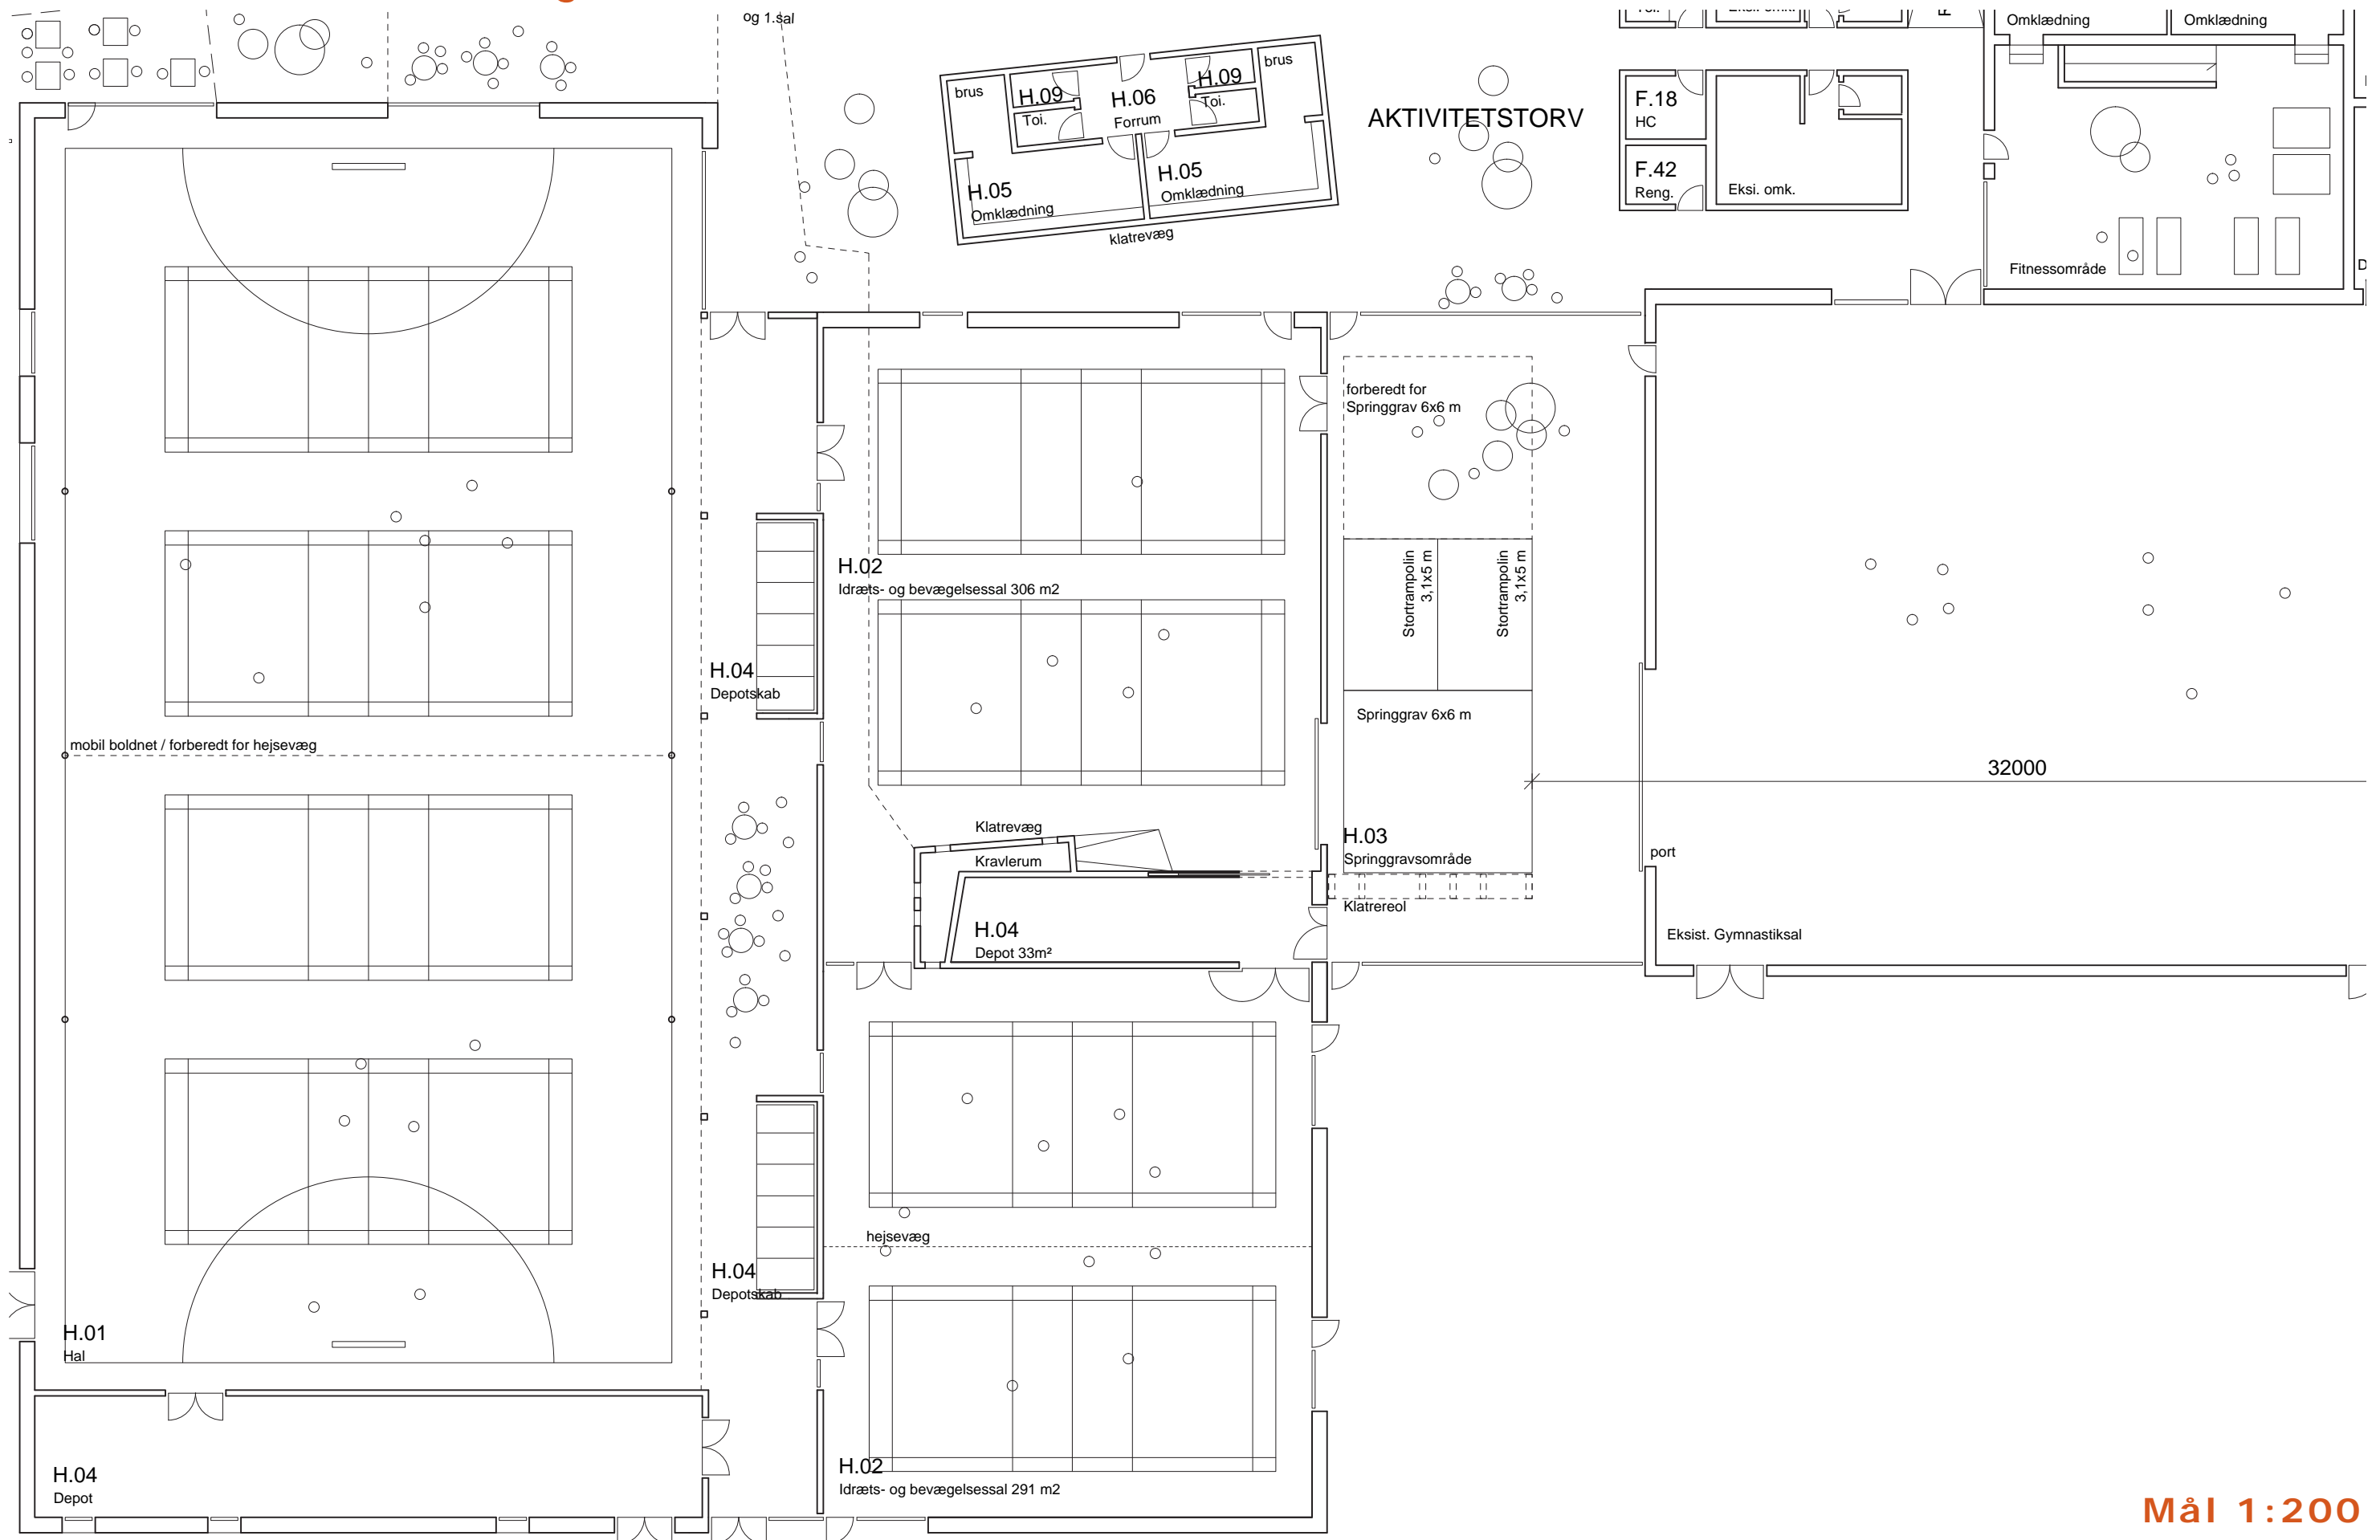 og 1.sal
Omklædning
Omklædning
brus
H.09
Toi.
H.06
Forrum
H.09
Toi.
brus
AKTIVITETSTORV
F.18
HC
F.42
Reng.
Eksi. omk.
H.05
Omklædning
H.05
Omklædning
klatrevæg
Fitnessområde
forberedt for
Springgrav 6x6 m
H.02
Idræts- og bevægelsessal 306 m2
Stortrampolin
3,1x5 m
Stortrampolin
3,1x5 m
H.04
Depotskab
Springgrav 6x6 m
mobil boldnet / forberedt for hejsevæg
32000
Klatrevæg
Kravlerum
H.03
Springgravsområde
port
Klatrereol
H.04
Depot 33m²
Eksist. Gymnastiksal
hejsevæg
H.04
Depotskab
H.01
Hal
H.04
Depot
H.02
Idræts- og bevægelsessal 291 m2
Mål 1:200